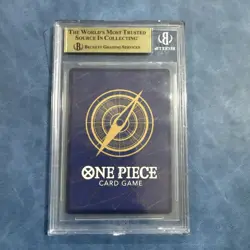 THE WORLD'S MOST TRUSTED
SOURCE IN COLLECTING
BECKETT GRADING SERVICES
ONE PIECE
CARD GAME